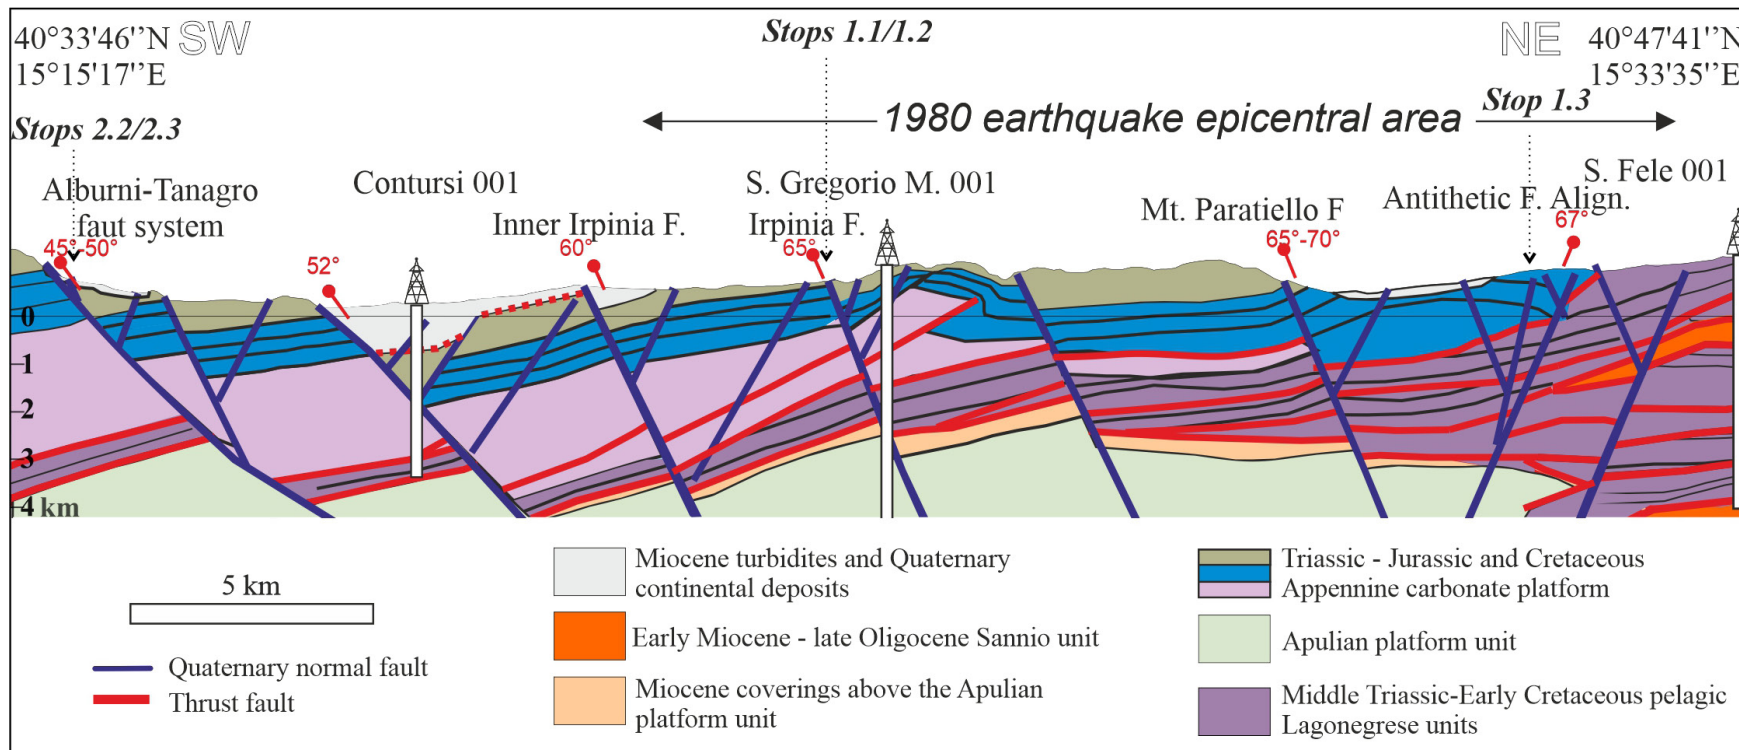 40°33'46’’N SW
15°15'17’’E
Stops 1.1/1.2
NE 40°47'41’’N
15°33'35’’E
Stop 1.3
1980 earthquake epicentral area
Stops 2.2/2.3
Alburni-Tanagro
faut system
Contursi 001
Inner Irpinia F.
S. Gregorio M. 001
Irpinia F.
Mt. Paratiello F
Antithetic F. Align.
S. Fele 001
45°-50°
52°
60°
65°
65°-70°
67°
0
1
2
3
4 km
5 km
Quaternary normal fault
Thrust fault
Miocene turbidites and Quaternary
continental deposits
Early Miocene - late Oligocene Sannio unit
Miocene coverings above the Apulian
platform unit
Triassic - Jurassic and Cretaceous
Appennine carbonate platform
Apulian platform unit
Middle Triassic-Early Cretaceous pelagic
Lagonegrese units